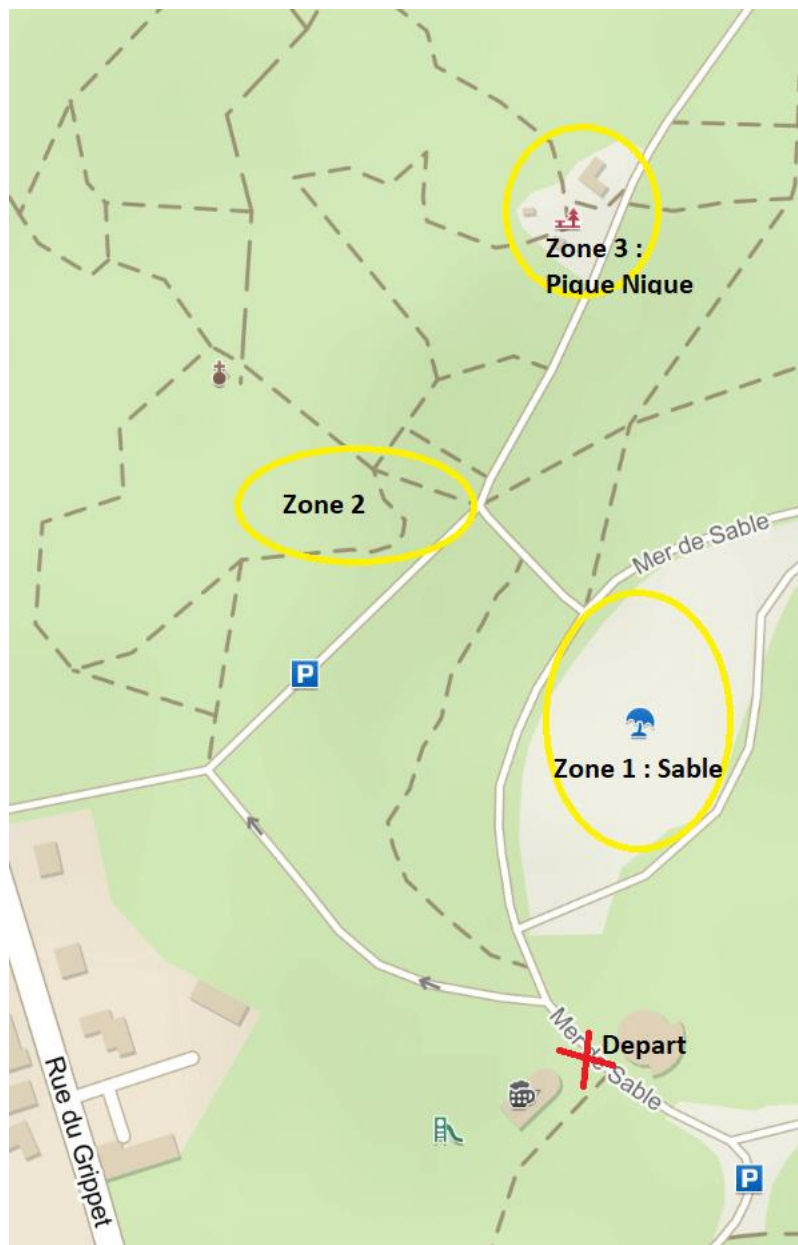 Zone 3 :
Pique Nique
Zone 2
Mer de Sable
P
Zone 1 : Sable
Mer de Sable
Depart
Rue du Grippet
P